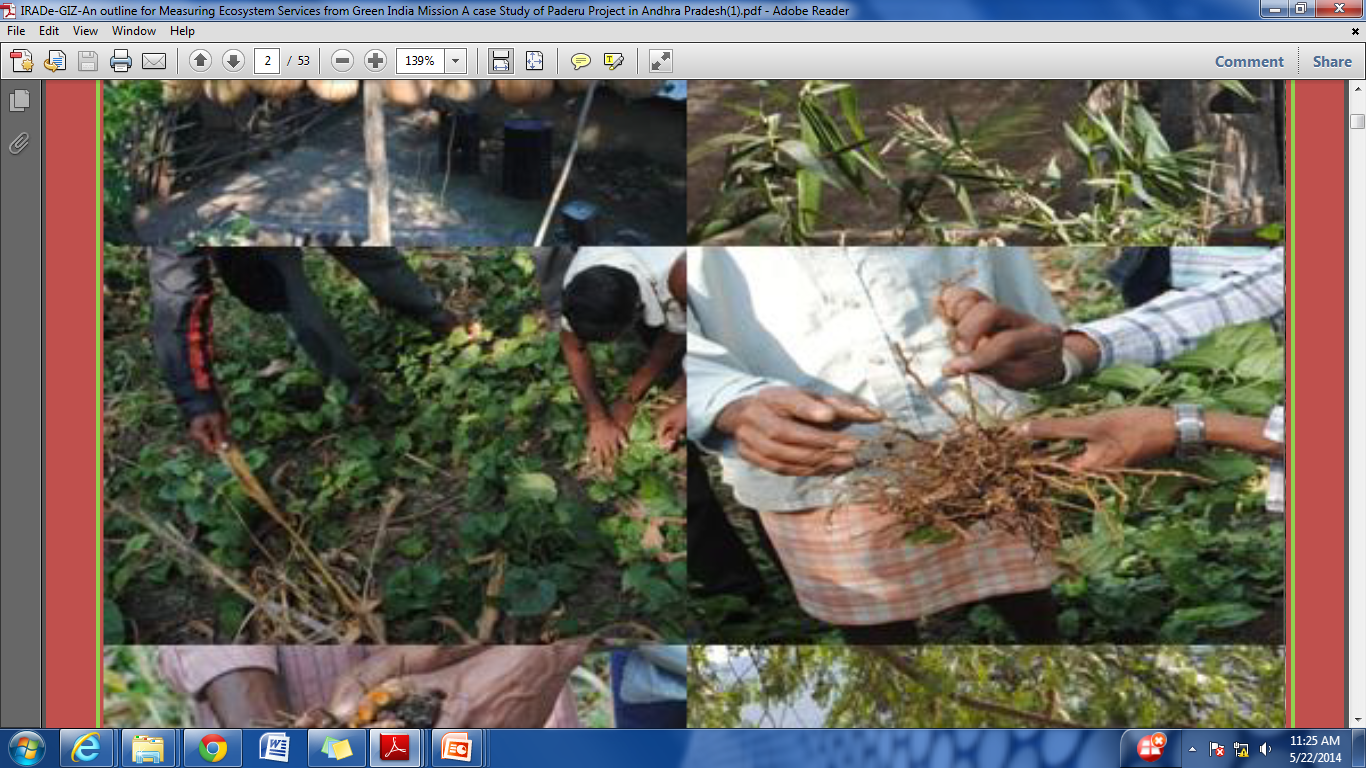 IRADe-GIZ-An outline for Measuring Ecosystem Services from Green India Mission A case Study of Paderu Project in Andhra Pradesh(1).pdf - Adobe Reader
File Edit View Window Help
2 / 53 139% Comment Share
11:25 AM
5/22/2014